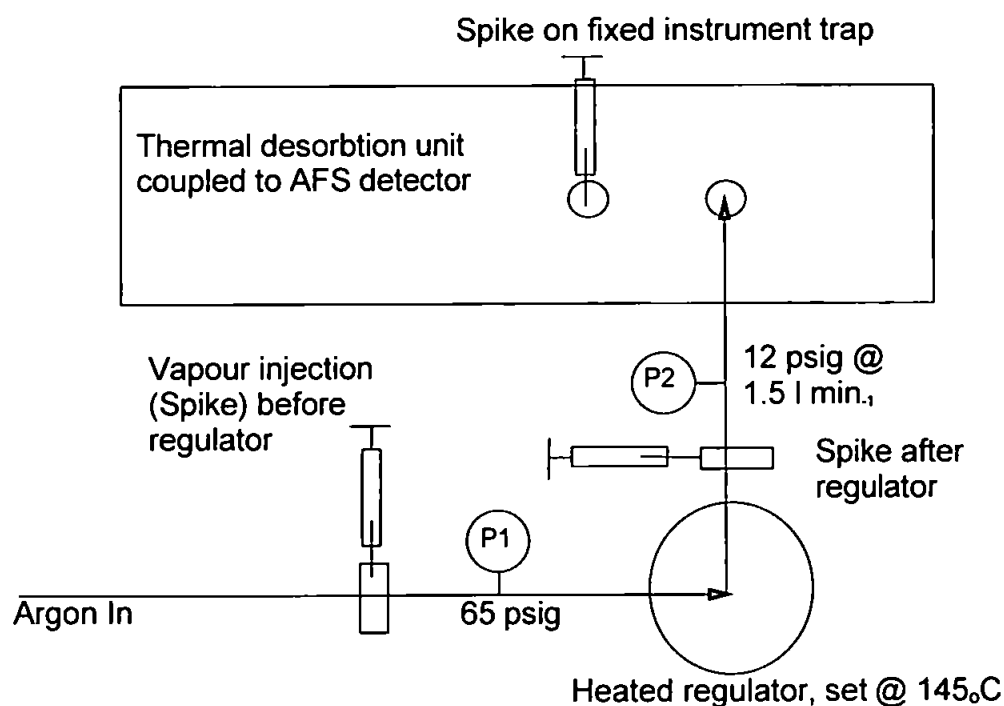 Spike on fixed instrument trap
Thermal desorbtion unit
coupled to AFS detector
Vapour injection
(Spike) before
regulator
P2
12 psig @
1.5 l min.,₁
Spike after
regulator
P1
Argon In
65 psig
Heated regulator, set @ 145₀C